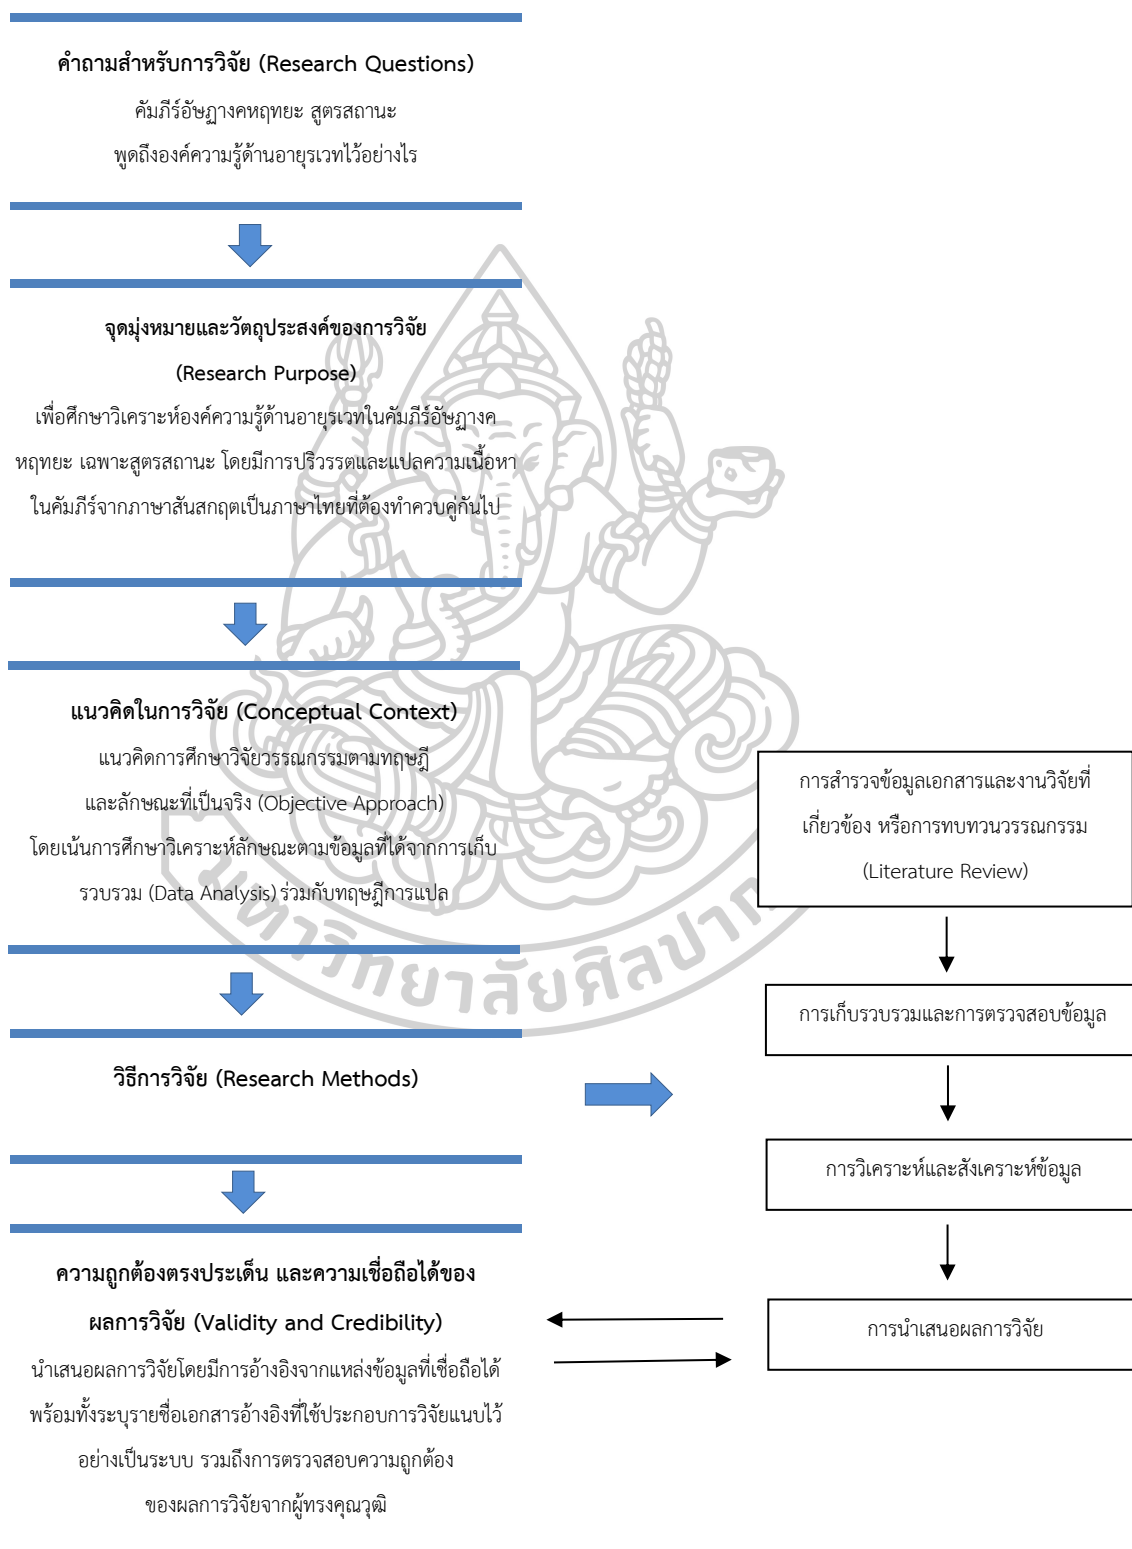 คำถามสำหรับการวิจัย (Research Questions)
คัมภีร์อัษฏางคหฤทยะ สูตรสถานะ
พูดถึงองค์ความรู้ด้านอายุรเวทไว้อย่างไร
จุดมุ่งหมายและวัตถุประสงค์ของการวิจัย
(Research Purpose)
เพื่อศึกษาวิเคราะห์องค์ความรู้ด้านอายุรเวทในคัมภีร์อัษฏางค
หฤทยะ เฉพาะสูตรสถานะ โดยมีการปริวรรตและแปลความเนื้อหา
ในคัมภีร์จากภาษาสันสกฤตเป็นภาษาไทยที่ต้องทำควบคู่กันไป
แนวคิดในการวิจัย (Conceptual Context)
แนวคิดการศึกษาวิจัยวรรณกรรมตามทฤษฎี
และลักษณะที่เป็นจริง (Objective Approach)
โดยเน้นการศึกษาวิเคราะห์ลักษณะตามข้อมูลที่ได้จากการเก็บ
รวบรวม (Data Analysis) ร่วมกับทฤษฎีการแปล
มหาวิทยาลัยศิลปากร
วิธีการวิจัย (Research Methods)
ความถูกต้องตรงประเด็น และความเชื่อถือได้ของ
ผลการวิจัย (Validity and Credibility)
นำเสนอผลการวิจัยโดยมีการอ้างอิงจากแหล่งข้อมูลที่เชื่อถือได้
พร้อมทั้งระบุรายชื่อเอกสารอ้างอิงที่ใช้ประกอบการวิจัยแนบไว้
อย่างเป็นระบบ รวมถึงการตรวจสอบความถูกต้อง
ของผลการวิจัยจากผู้ทรงคุณวุฒิ
การสำรวจข้อมูลเอกสารและงานวิจัยที่
เกี่ยวข้อง หรือการทบทวนวรรณกรรม
(Literature Review)
การเก็บรวบรวมและการตรวจสอบข้อมูล
การวิเคราะห์และสังเคราะห์ข้อมูล
การนำเสนอผลการวิจัย